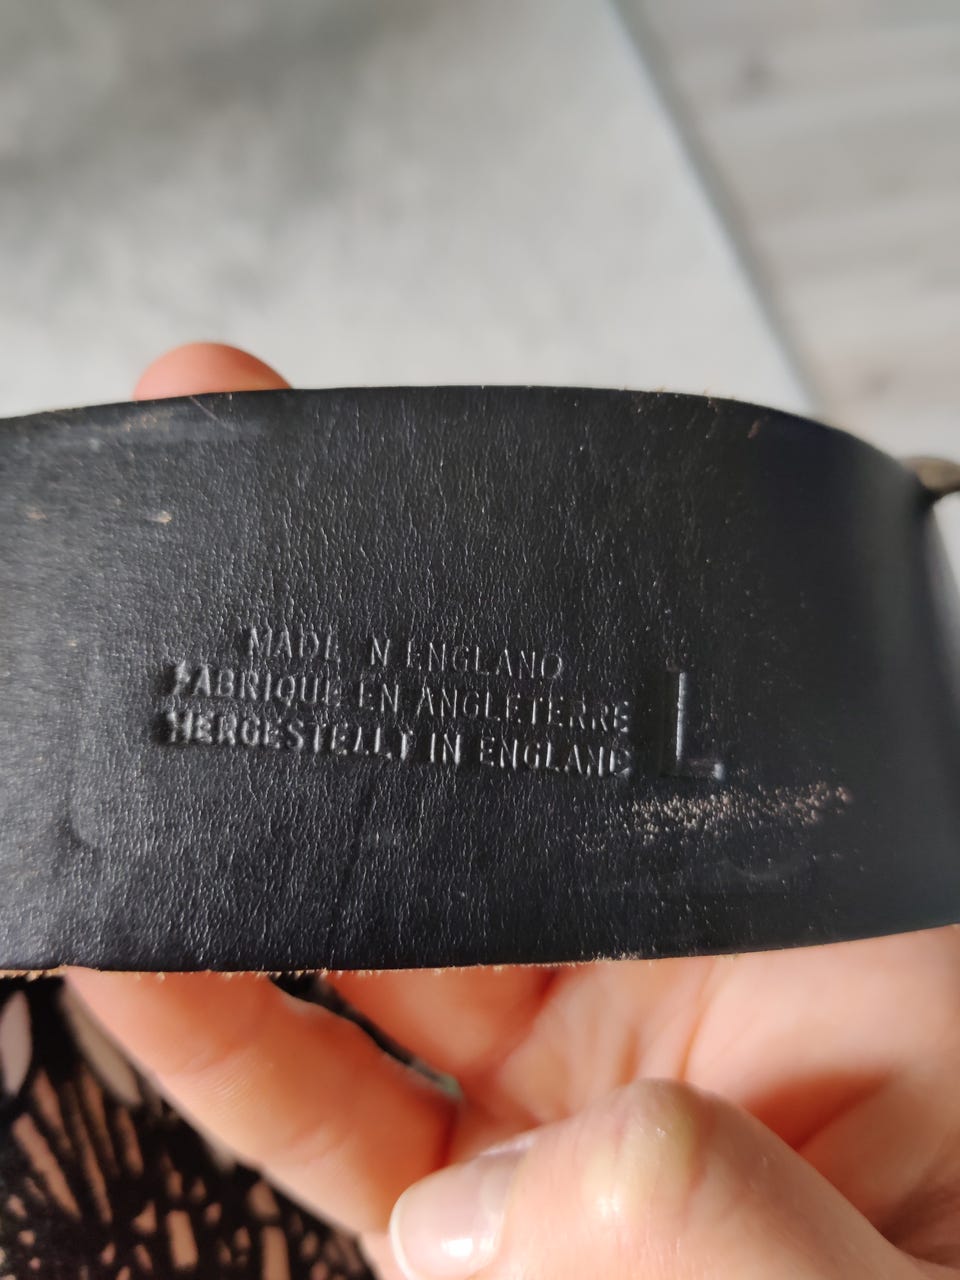 MADE IN ENGLAND
FABRIQUE EN ANGLETERRE
HERGESTELLT IN ENGLAND
L